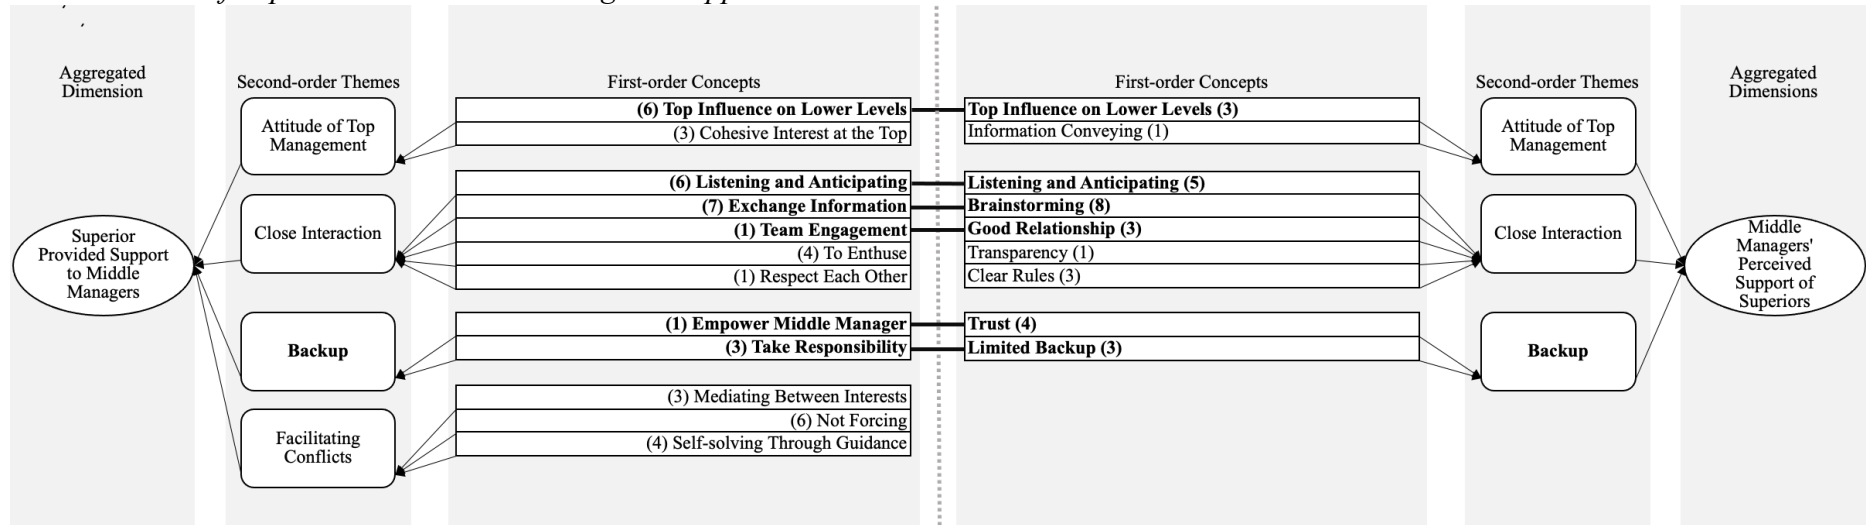 Aggregated
Dimension
Second-order Themes
First-order Concepts
First-order Concepts
Second-order Themes
Aggregated
Dimensions
Superior
Provided Support
to Middle
Managers
Attitude of Top
Management
Close Interaction
Backup
Facilitating
Conflicts
(6) Top Influence on Lower Levels
(3) Cohesive Interest at the Top
(6) Listening and Anticipating
(7) Exchange Information
(1) Team Engagement
(4) To Enthuse
(1) Respect Each Other
(1) Empower Middle Manager
(3) Take Responsibility
(3) Mediating Between Interests
(6) Not Forcing
(4) Self-solving Through Guidance
Top Influence on Lower Levels (3)
Information Conveying (1)
Listening and Anticipating (5)
Brainstorming (8)
Good Relationship (3)
Transparency (1)
Clear Rules (3)
Trust (4)
Limited Backup (3)
Attitude of Top
Management
Close Interaction
Backup
Middle
Managers'
Perceived
Support of
Superiors